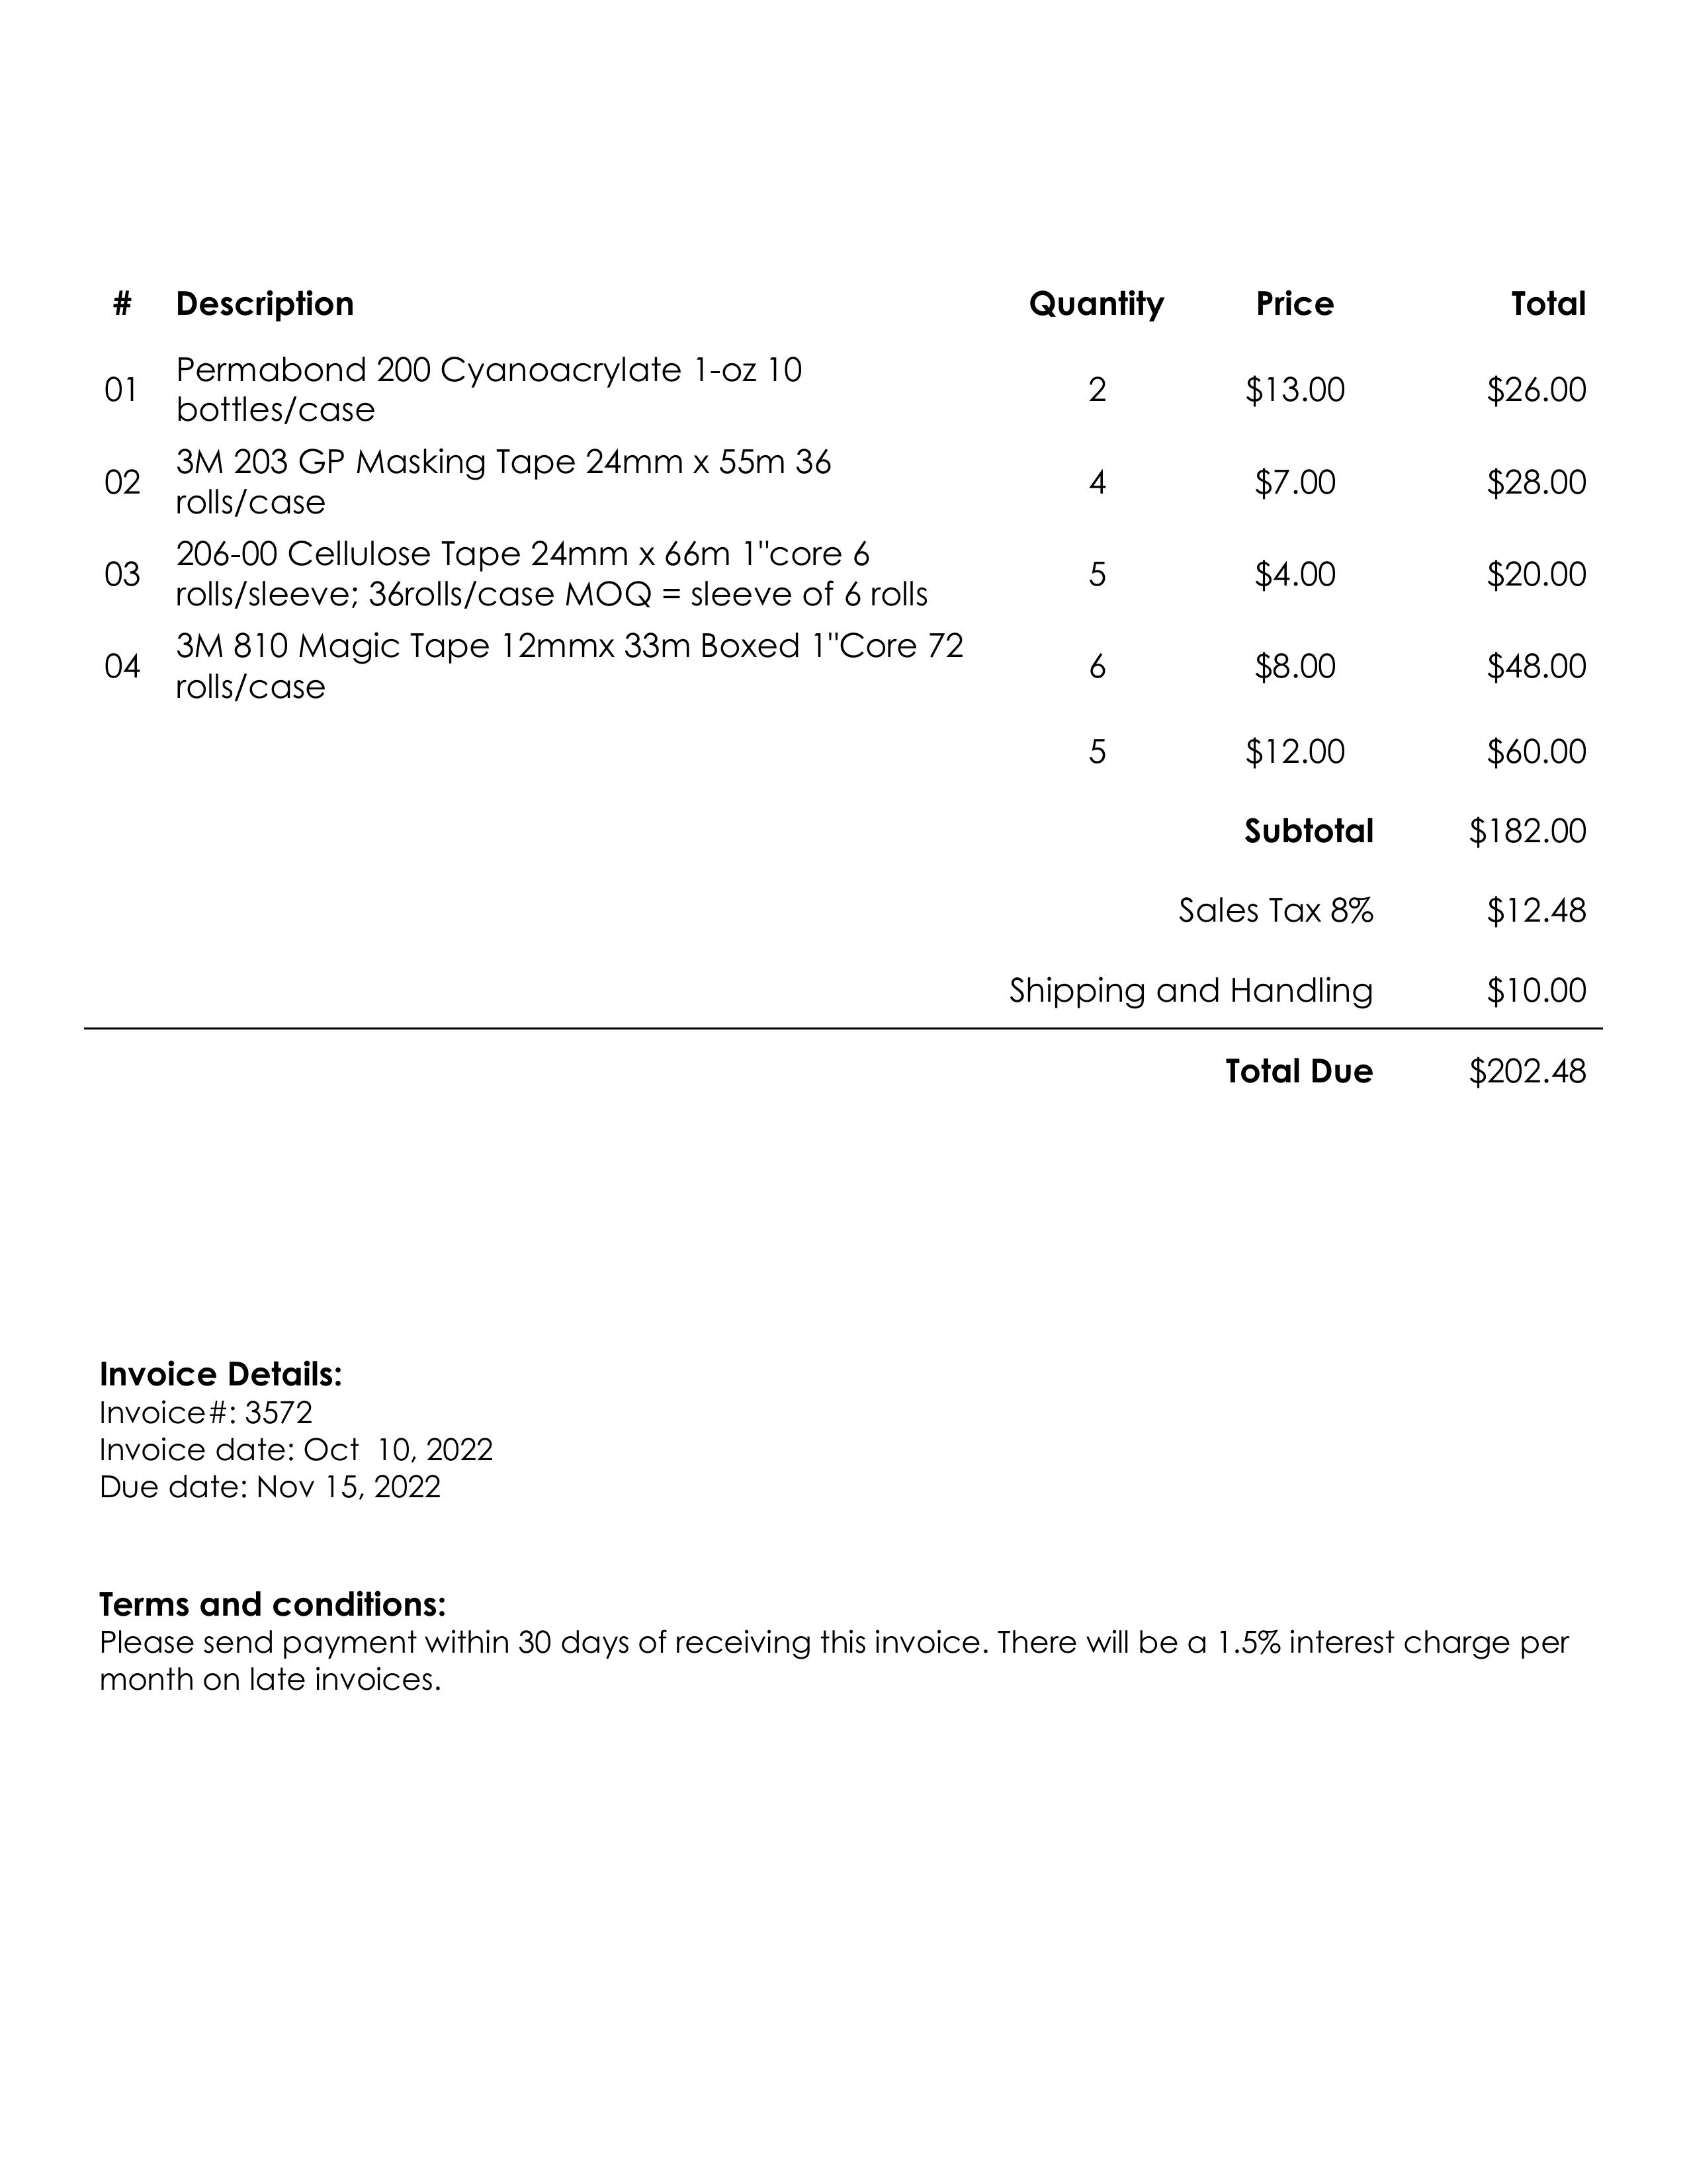 # Description Quantity Price Total
01 Permabond 200 Cyanoacrylate 1-oz 10
bottles/case 2 $13.00 $26.00
02 3M 203 GP Masking Tape 24mm x 55m 36
rolls/case 4 $7.00 $28.00
03 206-00 Cellulose Tape 24mm x 66m 1"core 6
rolls/sleeve; 36rolls/case MOQ = sleeve of 6 rolls 5 $4.00 $20.00
04 3M 810 Magic Tape 12mmx 33m Boxed 1"Core 72
rolls/case 6 $8.00 $48.00
5 $12.00 $60.00
Subtotal $182.00
Sales Tax 8% $12.48
Shipping and Handling $10.00
Total Due $202.48
Invoice Details:
Invoice#: 3572
Invoice date: Oct  10, 2022
Due date: Nov 15, 2022
Terms and conditions:
Please send payment within 30 days of receiving this invoice. There will be a 1.5% interest charge per
month on late invoices.